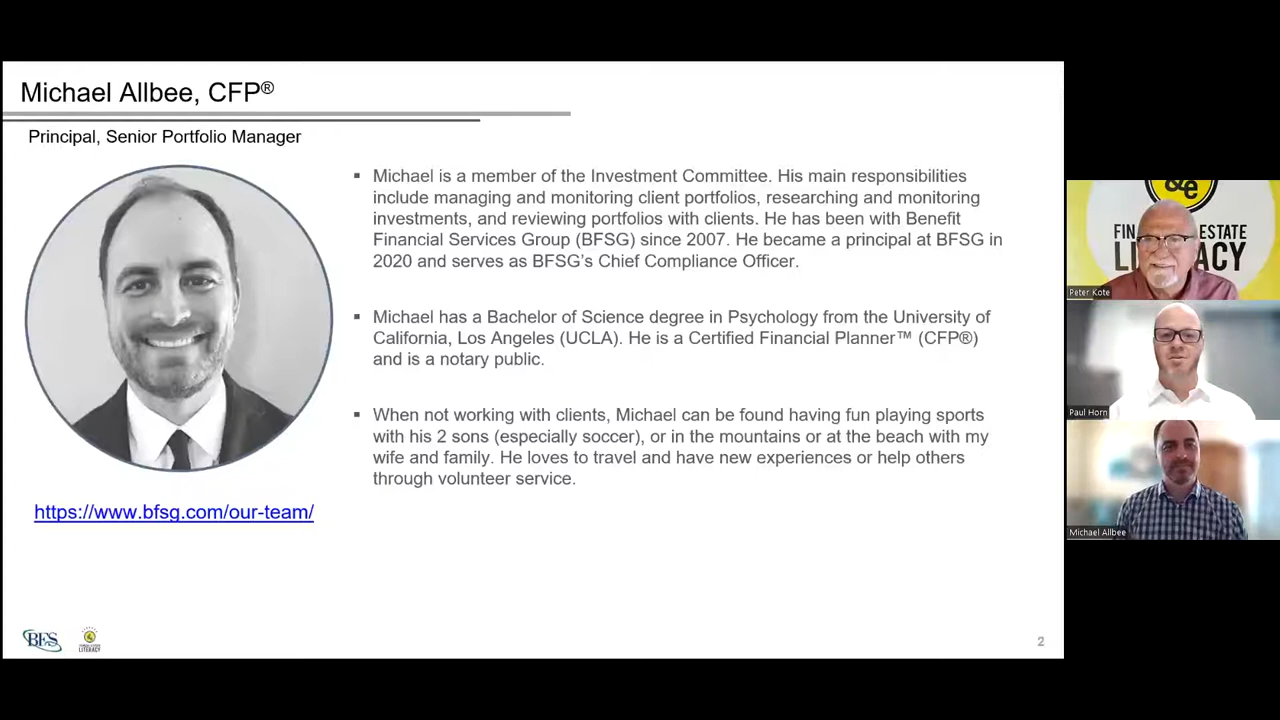 Michael Allbee, CFP®
Principal, Senior Portfolio Manager
▪ Michael is a member of the Investment Committee. His main responsibilities
include managing and monitoring client portfolios, researching and monitoring
investments, and reviewing portfolios with clients. He has been with Benefit
Financial Services Group (BFSG) since 2007. He became a principal at BFSG in
2020 and serves as BFSG's Chief Compliance Officer.
▪ Michael has a Bachelor of Science degree in Psychology from the University of
California, Los Angeles (UCLA). He is a Certified Financial Planner™ (CFP®)
and is a notary public.
▪ When not working with clients, Michael can be found having fun playing sports
with his 2 sons (especially soccer), or in the mountains or at the beach with my
wife and family. He loves to travel and have new experiences or help others
through volunteer service.
https://www.bfsg.com/our-team/
BFS
LITERACY
2
&e
FIN ESTATE
LI ACY
Peter Kote
Paul Horn
Michael Allbee